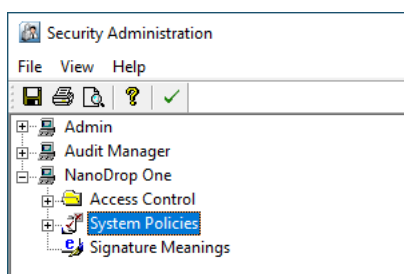 Security Administration
File View Help
Admin
Audit Manager
NanoDrop One
Access Control
System Policies
Signature Meanings